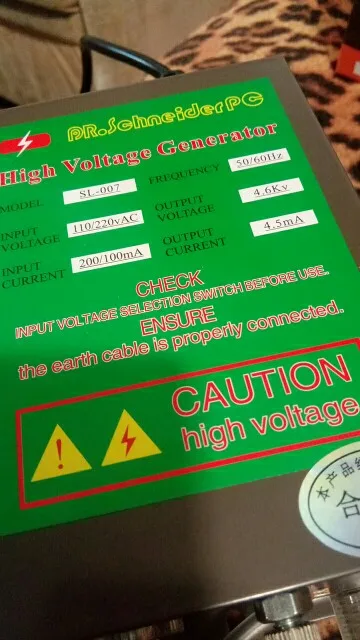 DR.Schneider PC
High Voltage Generator
MODEL SL-007 FREQUENCY 50/60Hz
INPUT VOLTAGE 110/220vAC OUTPUT VOLTAGE 4.6Kv
INPUT CURRENT 200/100mA OUTPUT CURRENT 4.5mA
CHECK
INPUT VOLTAGE SELECTION SWITCH BEFORE USE.
ENSURE
the earth cable is properly connected.
CAUTION
high voltage
本产品
合